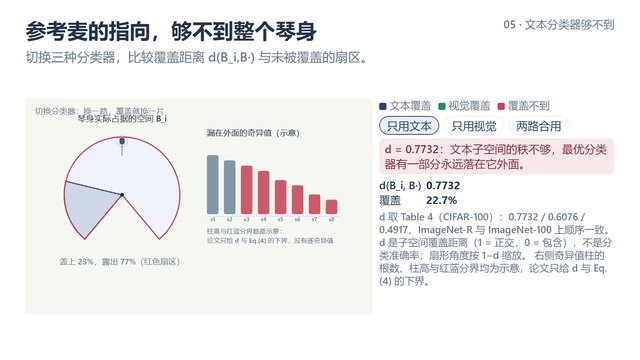 参考麦的指向，够不到整个琴身
05 · 文本分类器够不到
切换三种分类器，比较覆盖距离 d(B_i,B·) 与未被覆盖的扇区。
切换分类器：换一路，覆盖就换一片
琴身实际占据的空间 B_i
漏在外面的奇异值（示意）
s1 s2 s3 s4 s5 s6 s7 s8
柱高与红蓝分界都是示意：
论文只给 d 与 Eq.(4) 的下界，没有逐奇异值
盖上 23%，露出 77%（红色扇区）
文本覆盖 视觉覆盖 覆盖不到
只用文本 只用视觉 两路合用
d = 0.7732：文本子空间的秩不够，最优分类
器有一部分永远落在它外面。
d(B_i, B·) 0.7732
覆盖 22.7%
d 取 Table 4（CIFAR-100）：0.7732 / 0.6076 /
0.4917，ImageNet-R 与 ImageNet-100 上顺序一致。
d 是子空间覆盖距离（1 = 正交，0 = 包含），不是分
类准确率；扇形角度按 1−d 缩放。 右侧奇异值柱的
根数、柱高与红蓝分界均为示意，论文只给 d 与 Eq.
(4) 的下界。